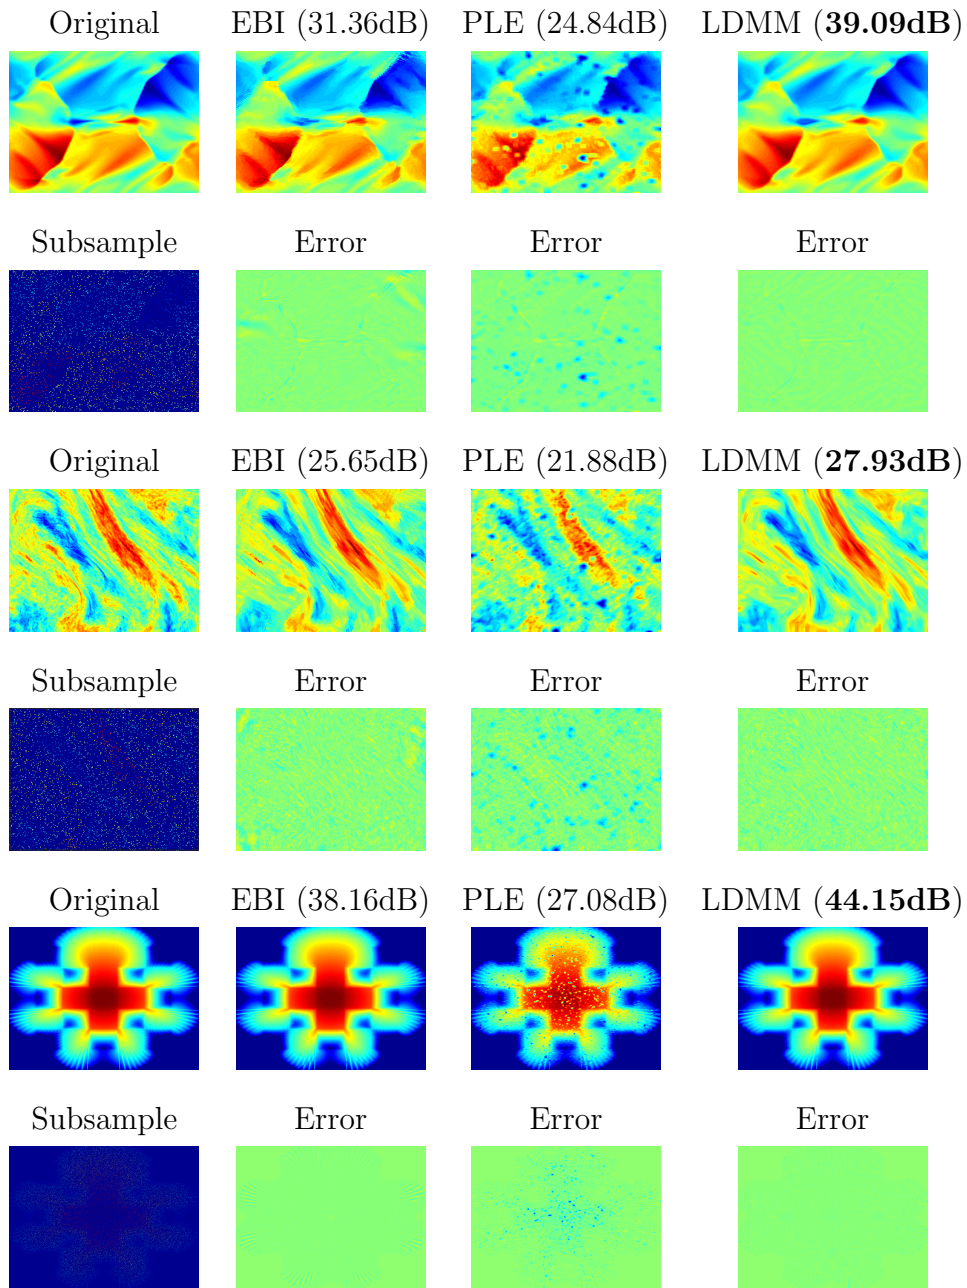 Original EBI (31.36dB) PLE (24.84dB) LDMM (39.09dB)
Subsample Error Error Error
Original EBI (25.65dB) PLE (21.88dB) LDMM (27.93dB)
Subsample Error Error Error
Original EBI (38.16dB) PLE (27.08dB) LDMM (44.15dB)
Subsample Error Error Error